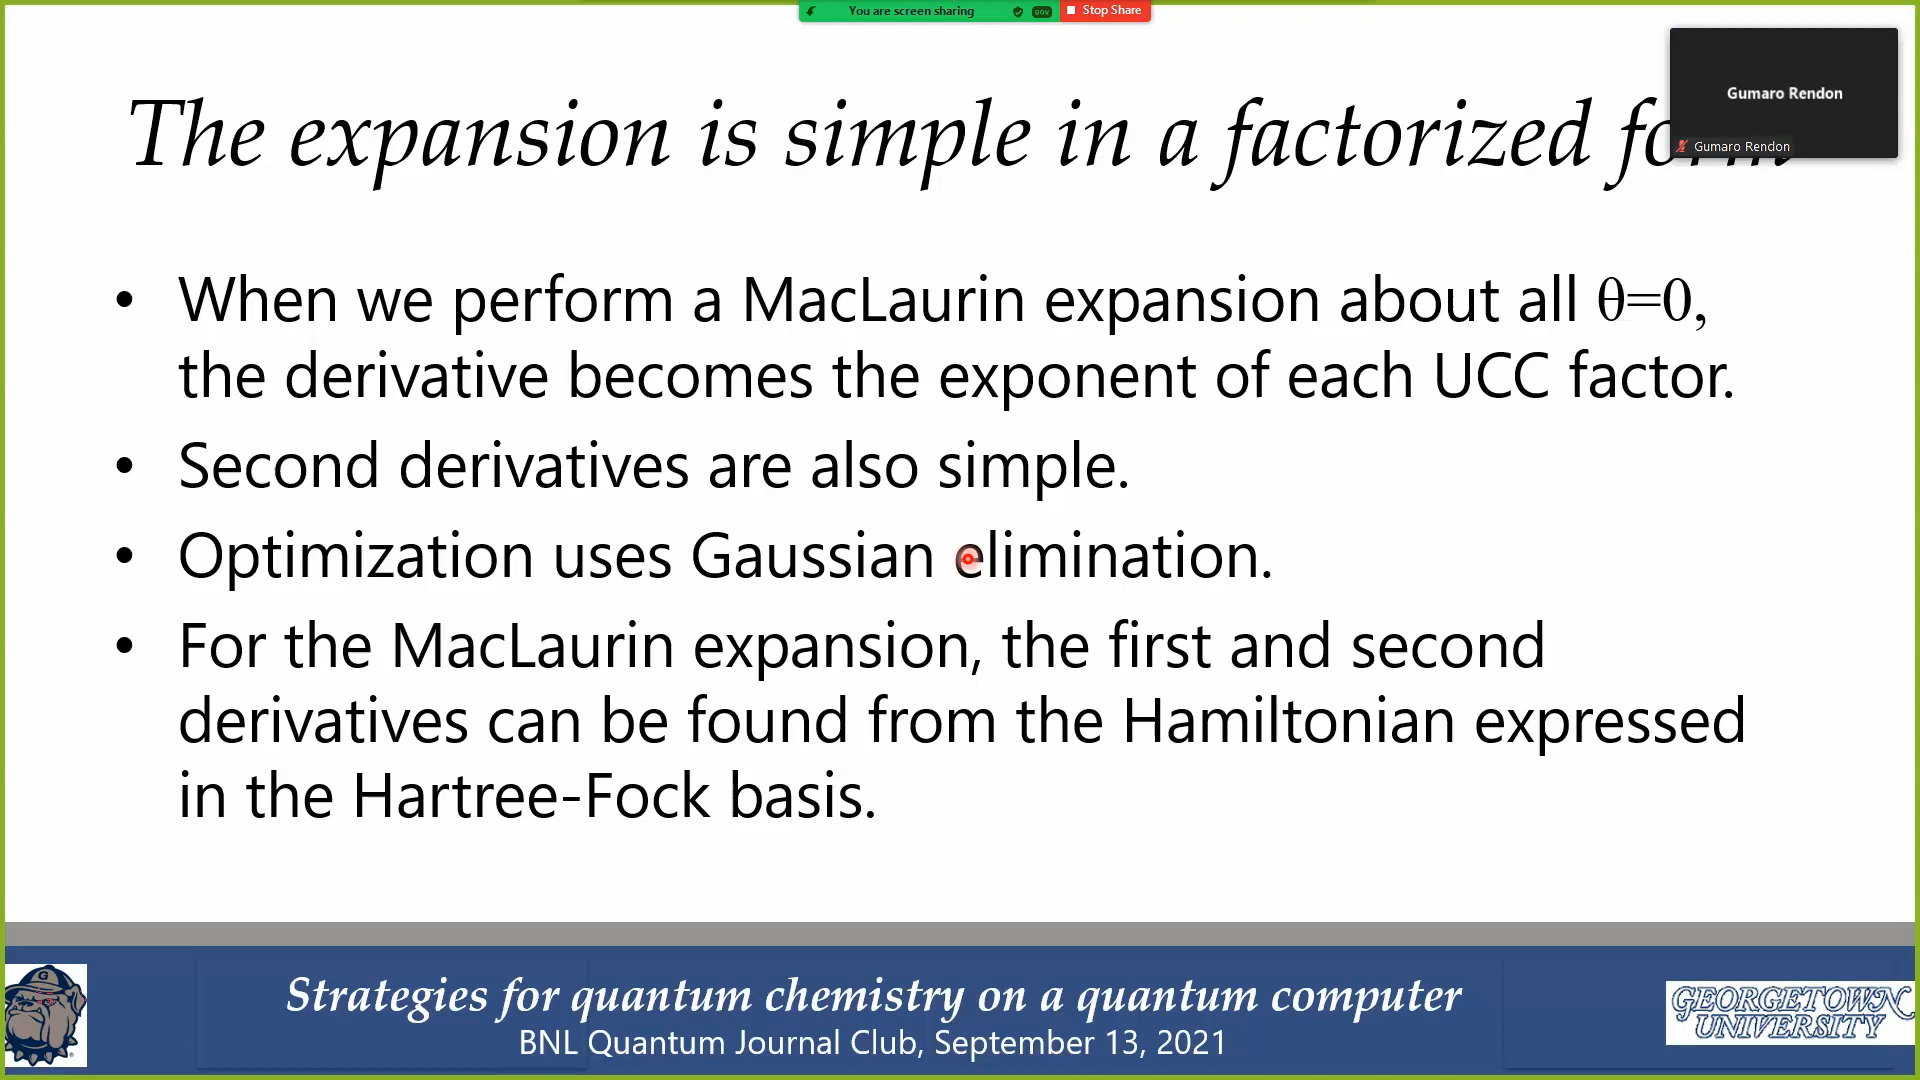 You are screen sharing
GOV
Stop Share
Gumaro Rendon
Gumaro Rendon
The expansion is simple in a factorized form
• When we perform a MacLaurin expansion about all θ=0,
the derivative becomes the exponent of each UCC factor.
• Second derivatives are also simple.
• Optimization uses Gaussian elimination.
• For the MacLaurin expansion, the first and second
derivatives can be found from the Hamiltonian expressed
in the Hartree-Fock basis.
G
Strategies for quantum chemistry on a quantum computer
BNL Quantum Journal Club, September 13, 2021
GEORGETOWN
UNIVERSITY